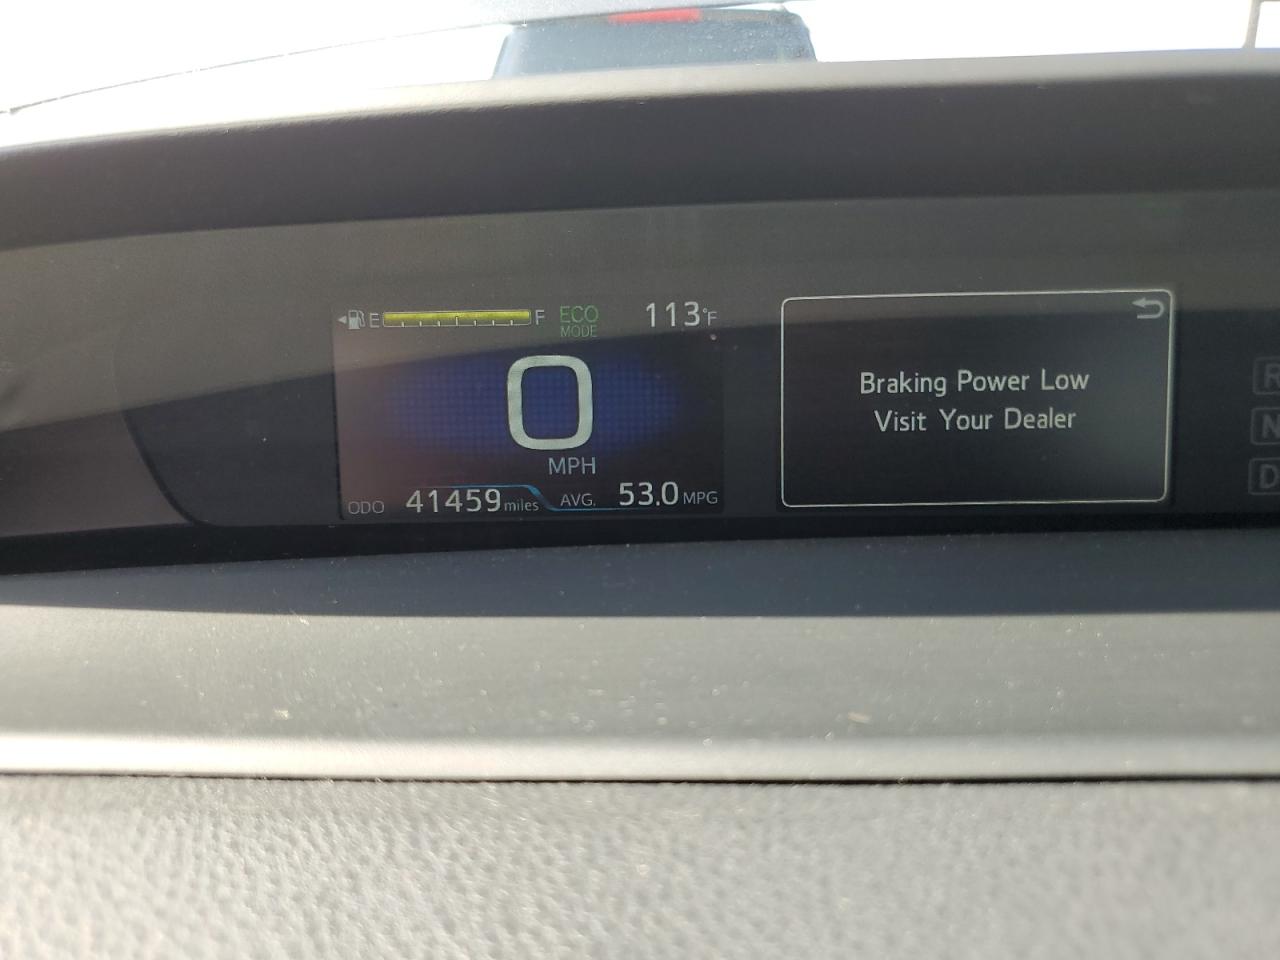 E F ECO 113°F
MODE
0
MPH
ODO 41459 miles AVG. 53.0 MPG
Braking Power Low
Visit Your Dealer
R
N
D